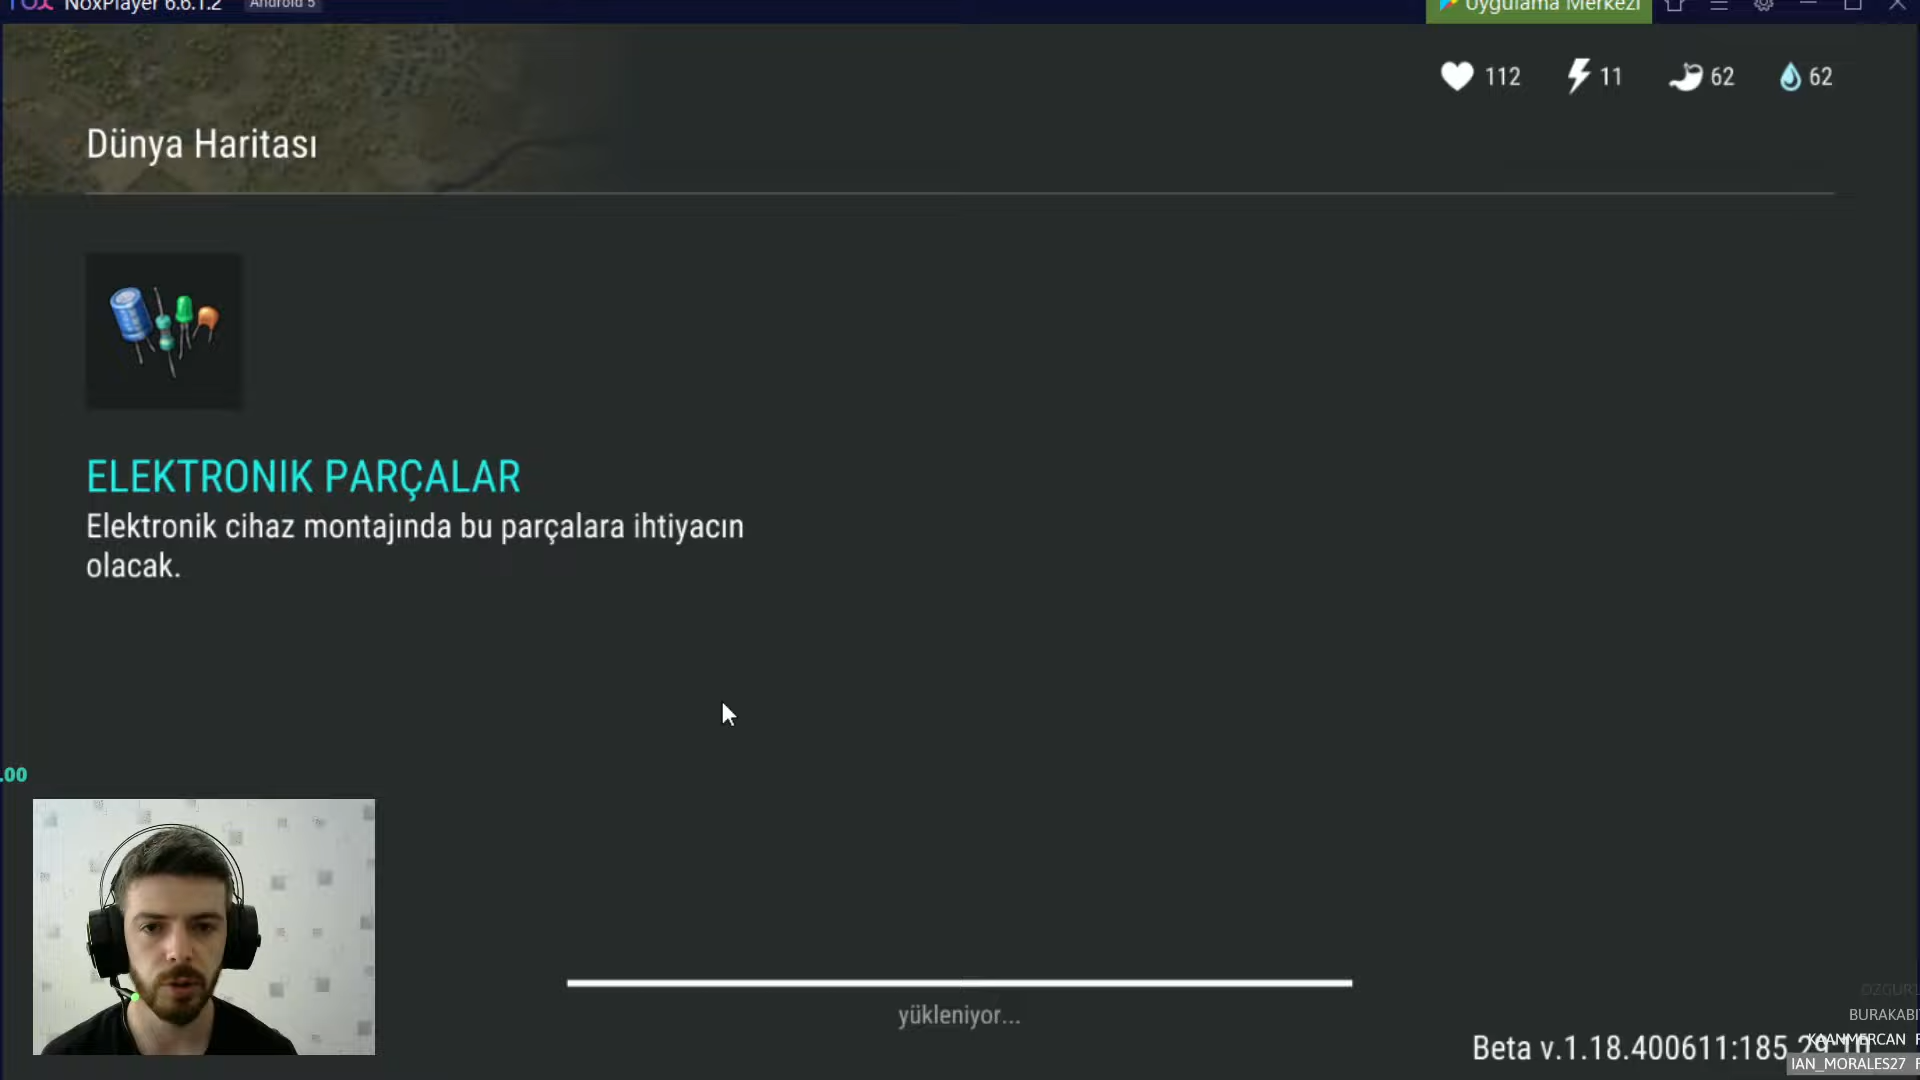 NoxPlayer 6.6.1.2
Android 5
Uygulama Merkezi
112
11
62
62
Dünya Haritası
ELEKTRONIK PARÇALAR
Elektronik cihaz montajında bu parçalara ihtiyacın
olacak.
.00
yükleniyor...
Beta v.1.18.400611:185
BURAKABI
KAANMERCAN
IAN_MORALES27